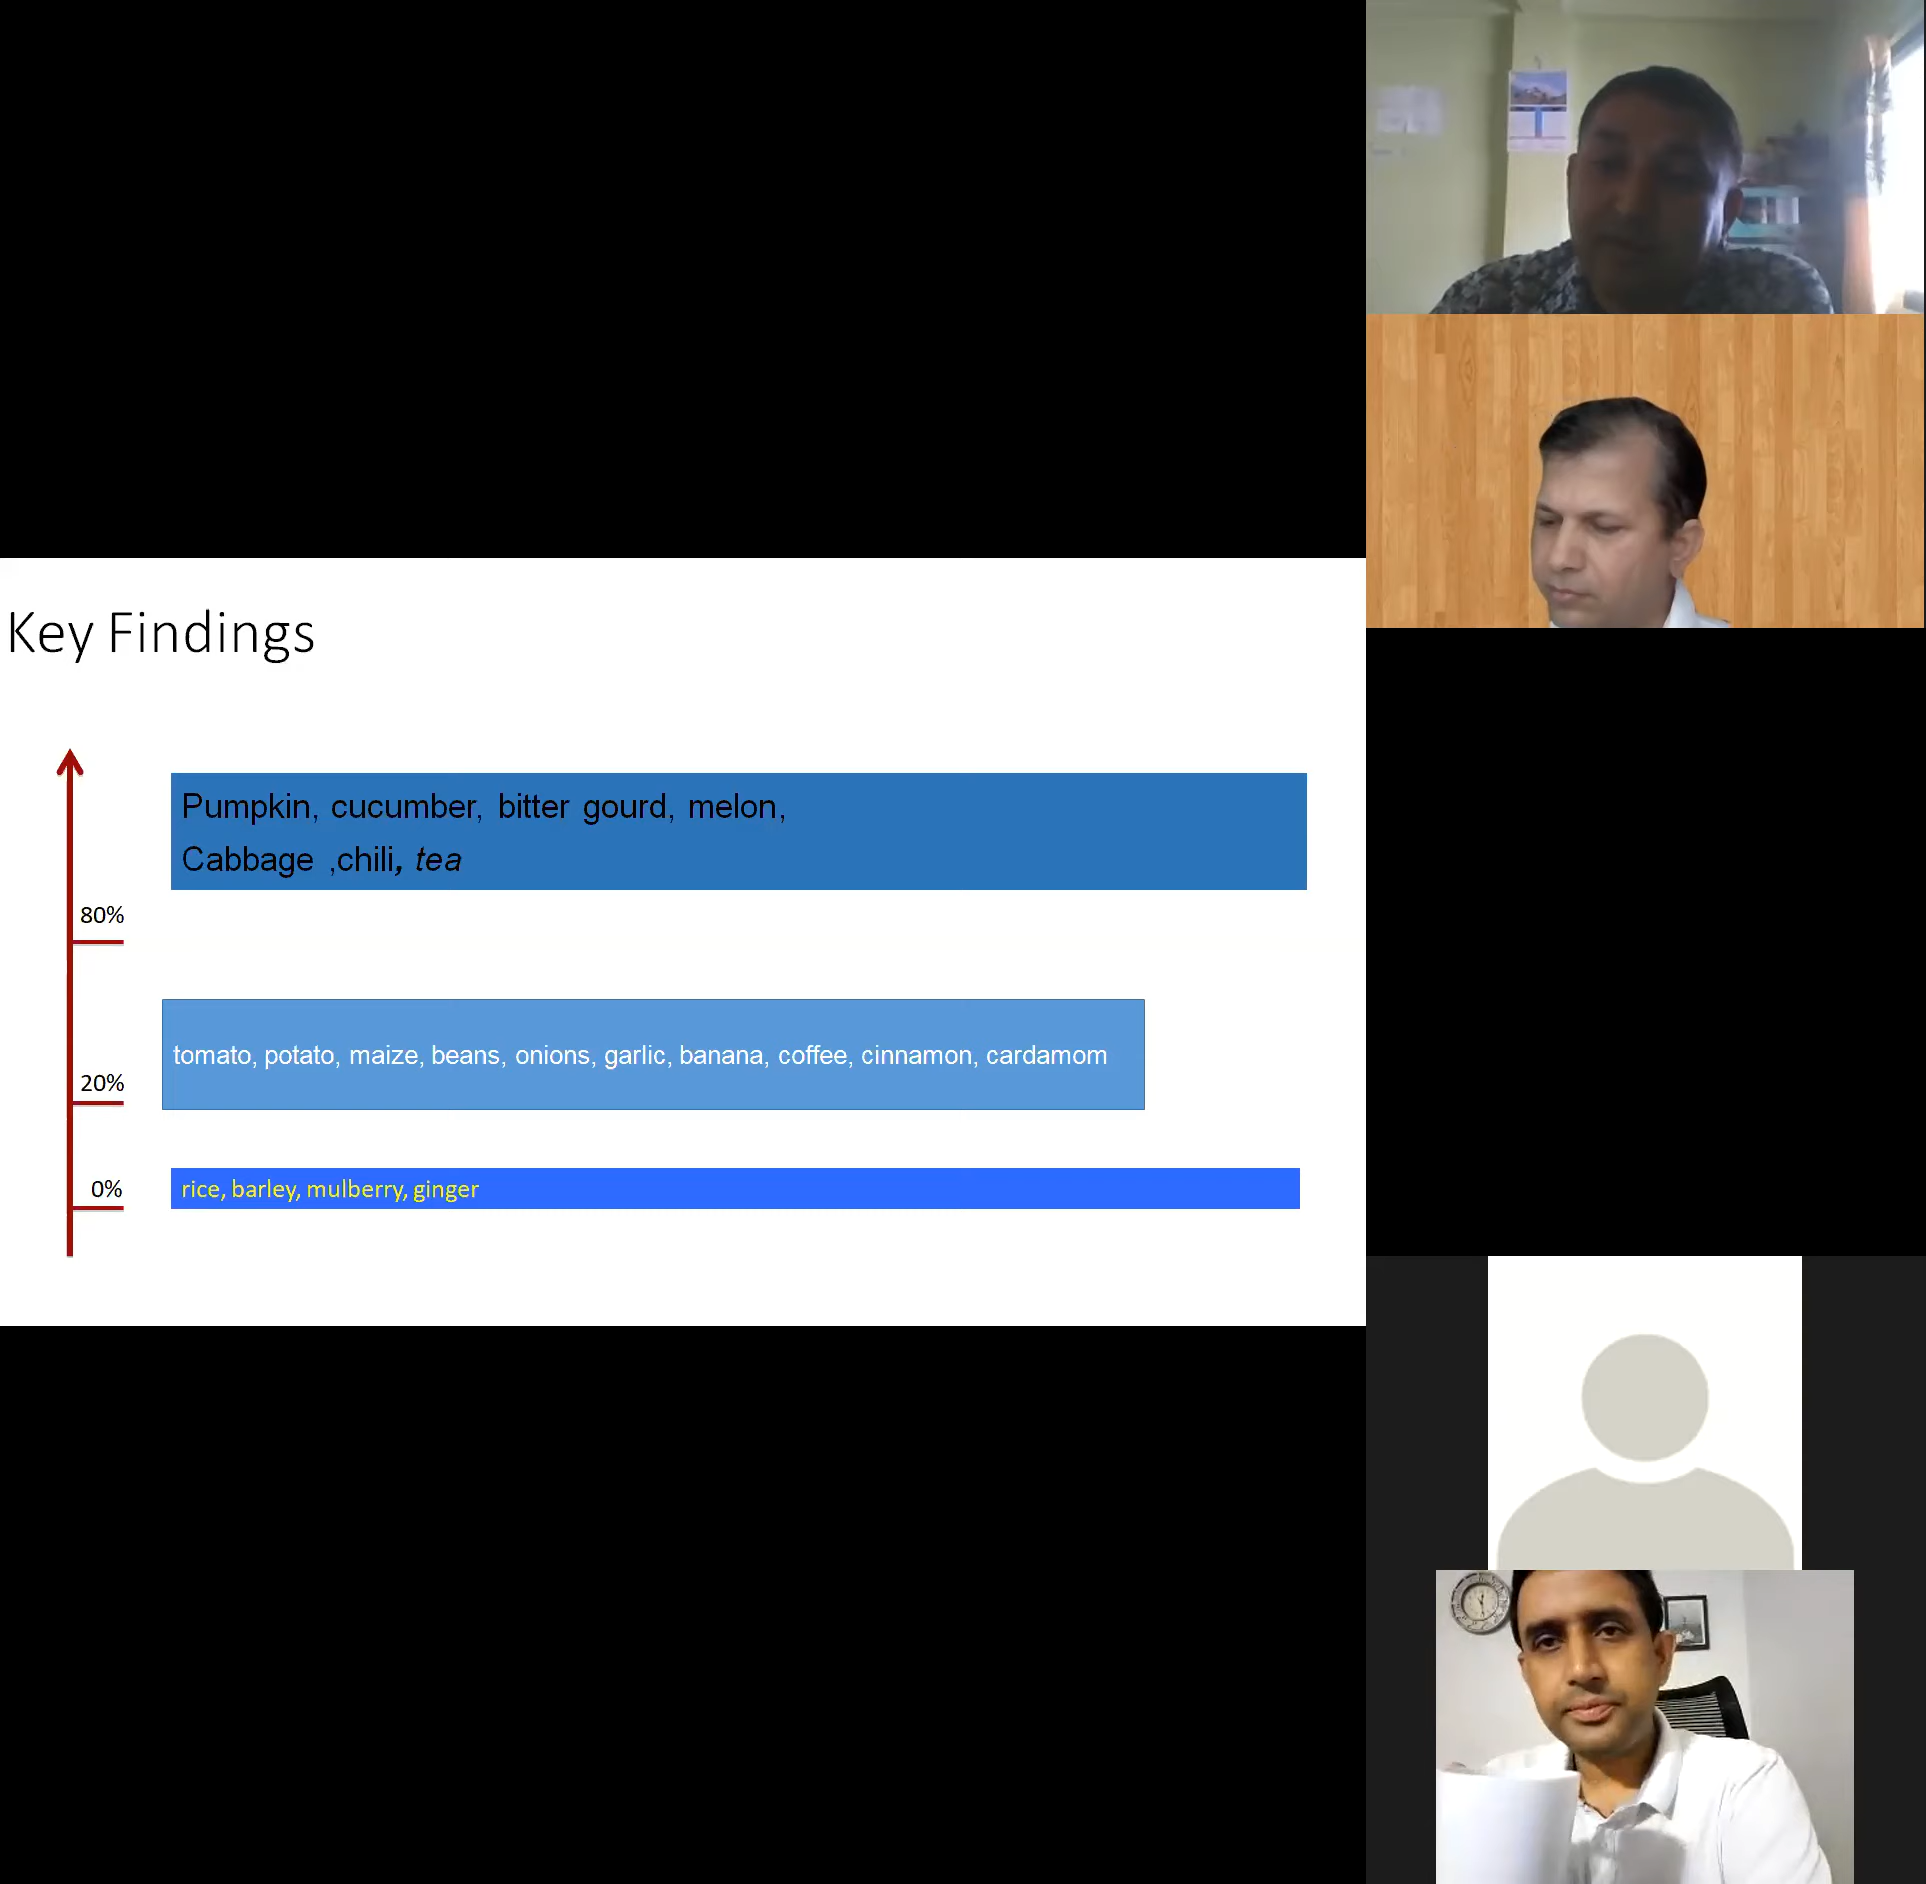 Key Findings
Pumpkin, cucumber, bitter gourd, melon,
Cabbage ,chili, tea
80%
tomato, potato, maize, beans, onions, garlic, banana, coffee, cinnamon, cardamom
20%
rice, barley, mulberry, ginger
0%